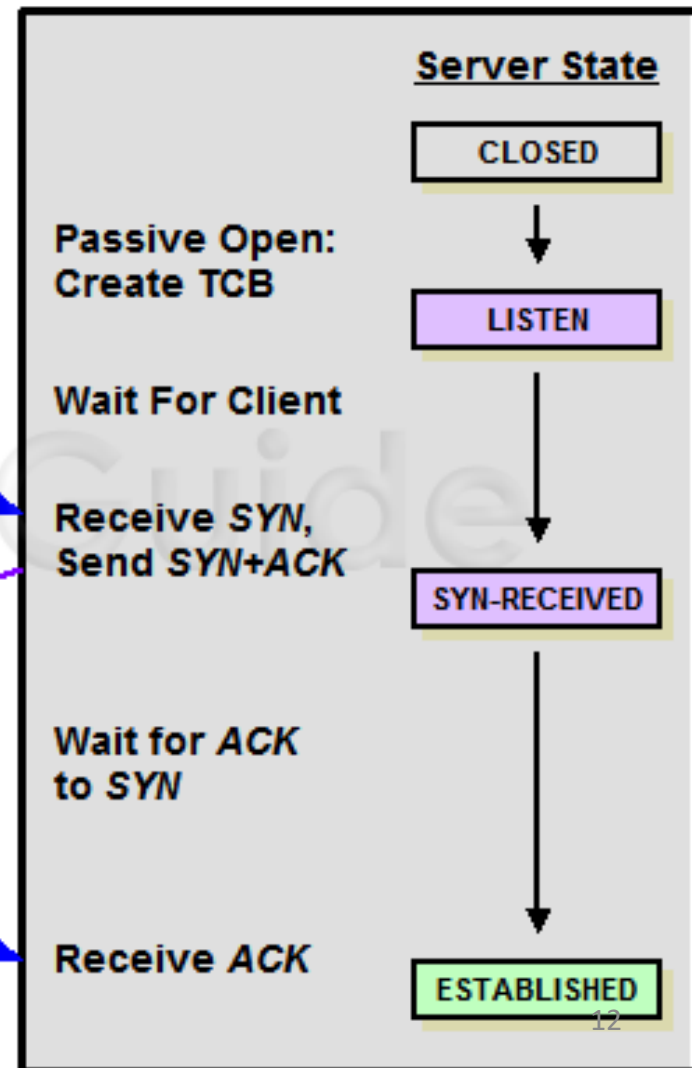 Server State
CLOSED
Passive Open:
Create TCB
LISTEN
Wait For Client
Guide
Receive SYN,
Send SYN+ACK
SYN-RECEIVED
Wait for ACK
to SYN
Receive ACK
ESTABLISHED
12